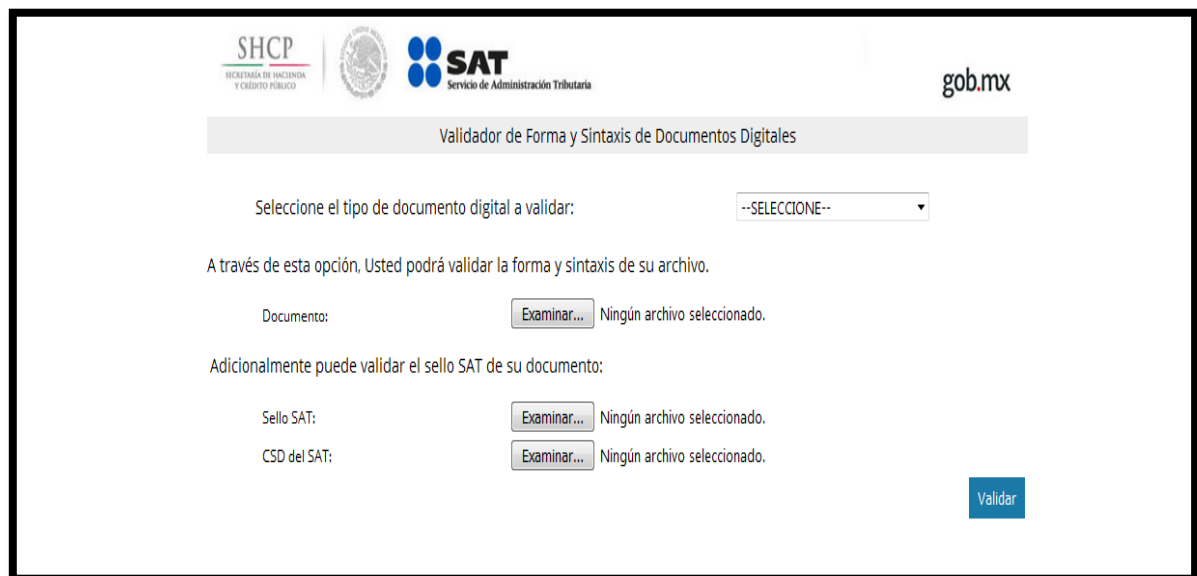 SHCP
SECRETARÍA DE HACIENDA
Y CRÉDITO PÚBLICO
SAT
Servicio de Administración Tributaria
gob.mx
Validador de Forma y Sintaxis de Documentos Digitales
Seleccione el tipo de documento digital a validar:
--SELECCIONE--
A través de esta opción, Usted podrá validar la forma y sintaxis de su archivo.
Documento:
Examinar... Ningún archivo seleccionado.
Adicionalmente puede validar el sello SAT de su documento:
Sello SAT:
Examinar... Ningún archivo seleccionado.
CSD del SAT:
Examinar... Ningún archivo seleccionado.
Validar